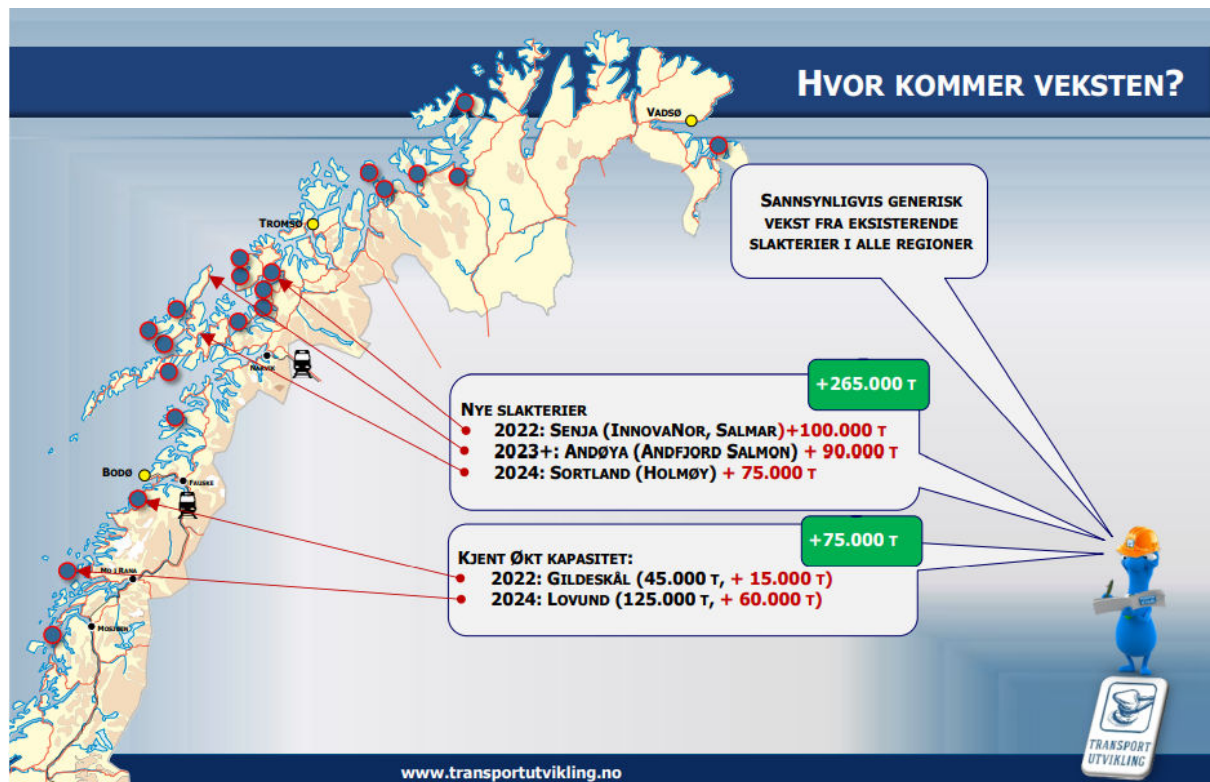 HVOR KOMMER VEKSTEN?
VADSØ
TROMSØ
SANNSYNLIGVIS GENERISK
VEKST FRA EKSISTERENDE
SLAKTERIER I ALLE REGIONER
NARVIK
+265.000 T
NYE SLAKTERIER
2022: SENJA (INNOVANOR, SALMAR)+100.000 T
2023+: ANDØYA (ANDFJORD SALMON) + 90.000 T
2024: SORTLAND (HOLMØY) + 75.000 T
BODØ
FAUSKE
+75.000 T
KJENT ØKT KAPASITET:
2022: GILDESKÅL (45.000 T, + 15.000 T)
2024: LOVUND (125.000 T, + 60.000 T)
MO I RANA
MOSJØEN
TRANSPORT
UTVIKLING
www.transportutvikling.no